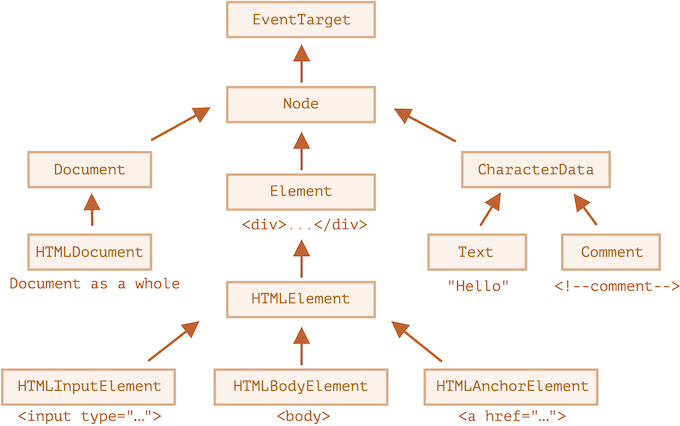 EventTarget
Node
Document
Element
CharacterData
<div>...</div>
HTMLDocument
Text
Comment
Document as a whole
"Hello"
<!--comment-->
HTMLElement
HTMLInputElement
HTMLBodyElement
HTMLAnchorElement
<input type="...">
<body>
<a href="...">